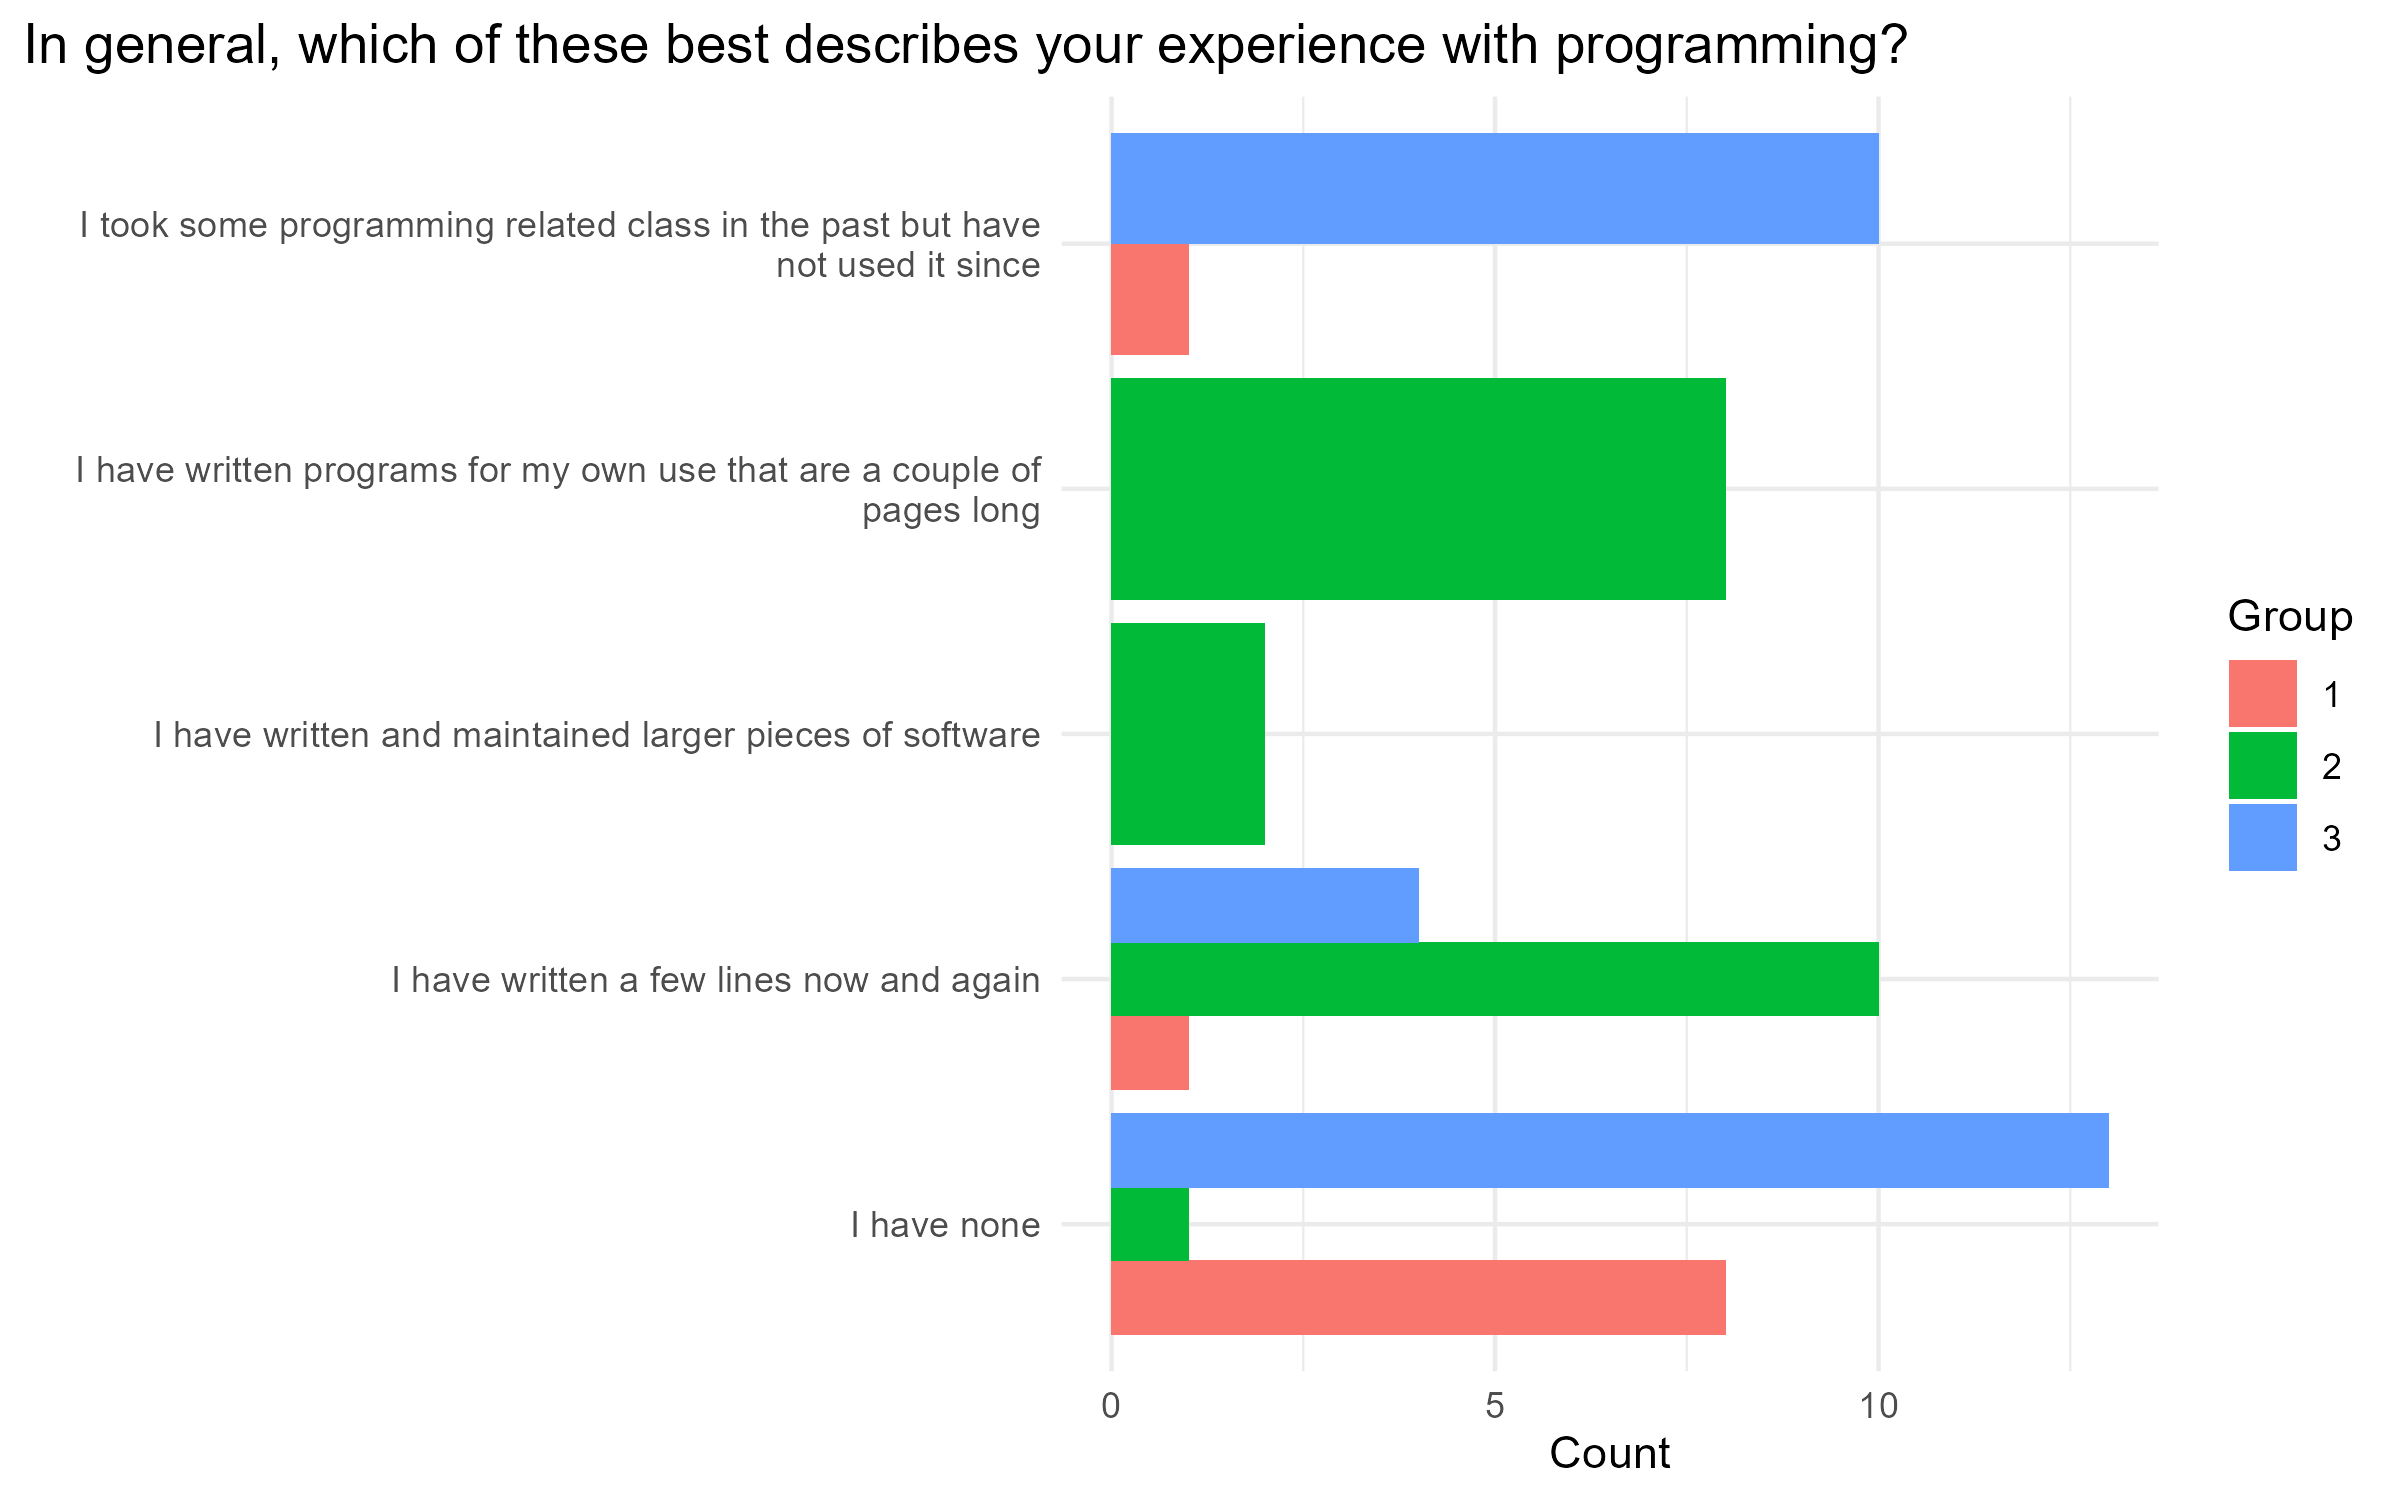 In general, which of these best describes your experience with programming?
I took some programming related class in the past but have
not used it since
I have written programs for my own use that are a couple of
pages long
I have written and maintained larger pieces of software
I have written a few lines now and again
I have none
0
5
10
Count
Group
1
2
3